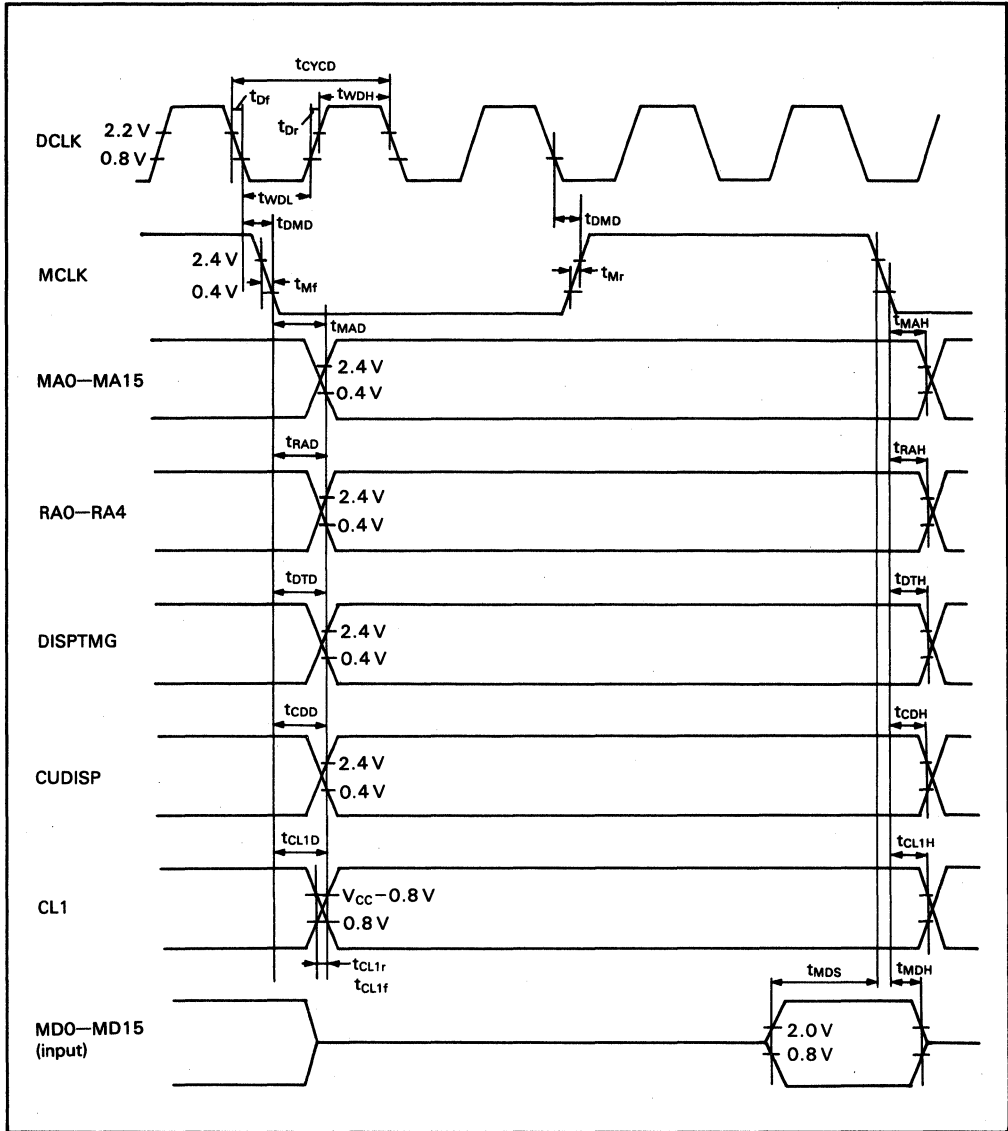 tCYCD
tDf
tWDH
tDr
DCLK
2.2 V
0.8 V
tWDL
tDMD
tDMD
MCLK
2.4 V
0.4 V
tMf
tMr
tMAD
tMAH
MA0—MA15
2.4 V
0.4 V
tRAD
tRAH
RA0—RA4
2.4 V
0.4 V
tDTD
tDTH
DISPTMG
2.4 V
0.4 V
tCDD
tCDH
CUDISP
2.4 V
0.4 V
tCL1D
tCL1H
CL1
VCC−0.8 V
0.8 V
tCL1r
tCL1f
tMDS
tMDH
MD0—MD15
(input)
2.0 V
0.8 V